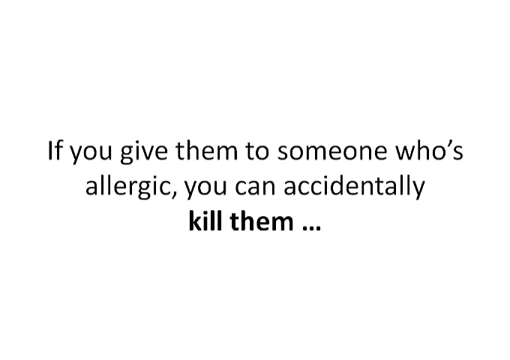 If you give them to someone who’s
allergic, you can accidentally
kill them …